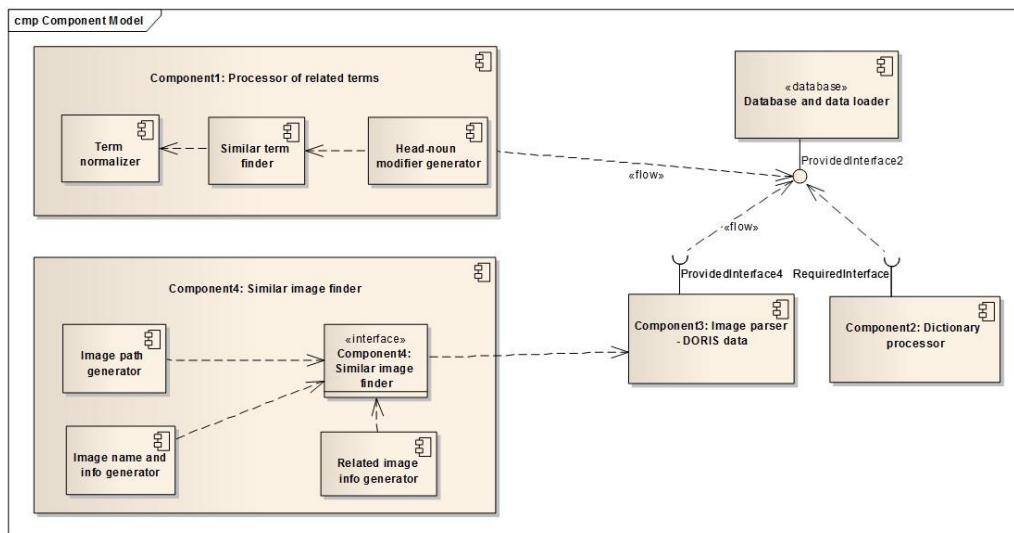 cmp Component Model
Component1: Processor of related terms
Term
normalizer
Similar term
finder
Head-noun
modifier generator
«database»
Database and data loader
ProvidedInterface2
«flow»
«flow»
ProvidedInterface4
RequiredInterface
Component3: Image parser
- DORIS data
Component2: Dictionary
processor
Component4: Similar image finder
Image path
generator
«interface»
Component4:
Similar image
finder
Image name and
info generator
Related image
info generator